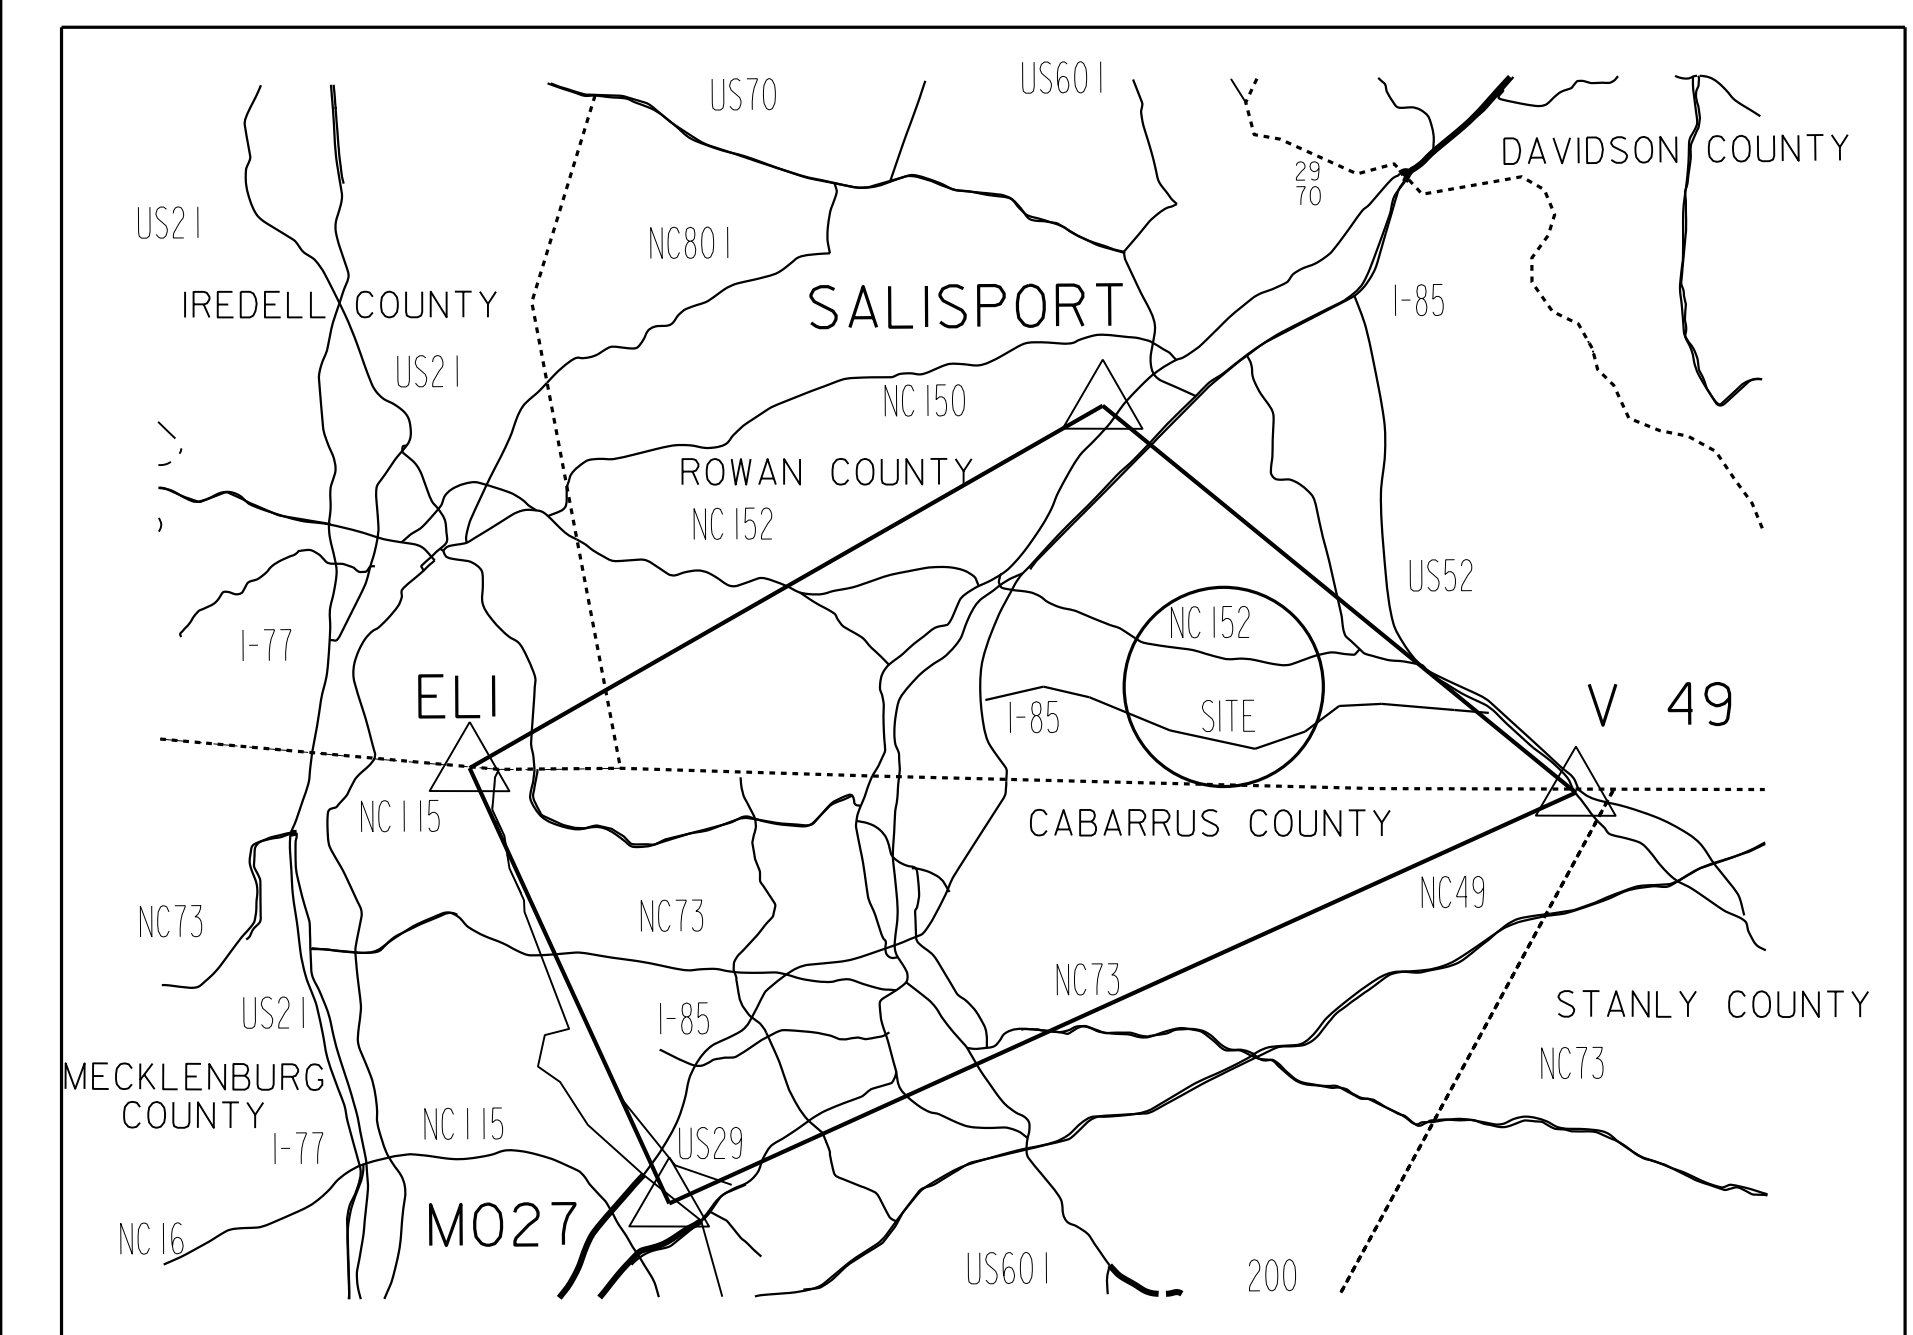 US70
US601
DAVIDSON COUNTY
29
70
US21
NC801
IREDELL COUNTY
SALISPORT
I-85
US21
NC150
ROWAN COUNTY
NC152
US52
NC152
I-77
ELI
V 49
I-85
SITE
NC115
CABARRUS COUNTY
NC49
NC73
NC73
NC73
US21
I-85
STANLY COUNTY
NC73
MECKLENBURG
COUNTY
NC115
I-77
US29
NC16
MO27
US601
200